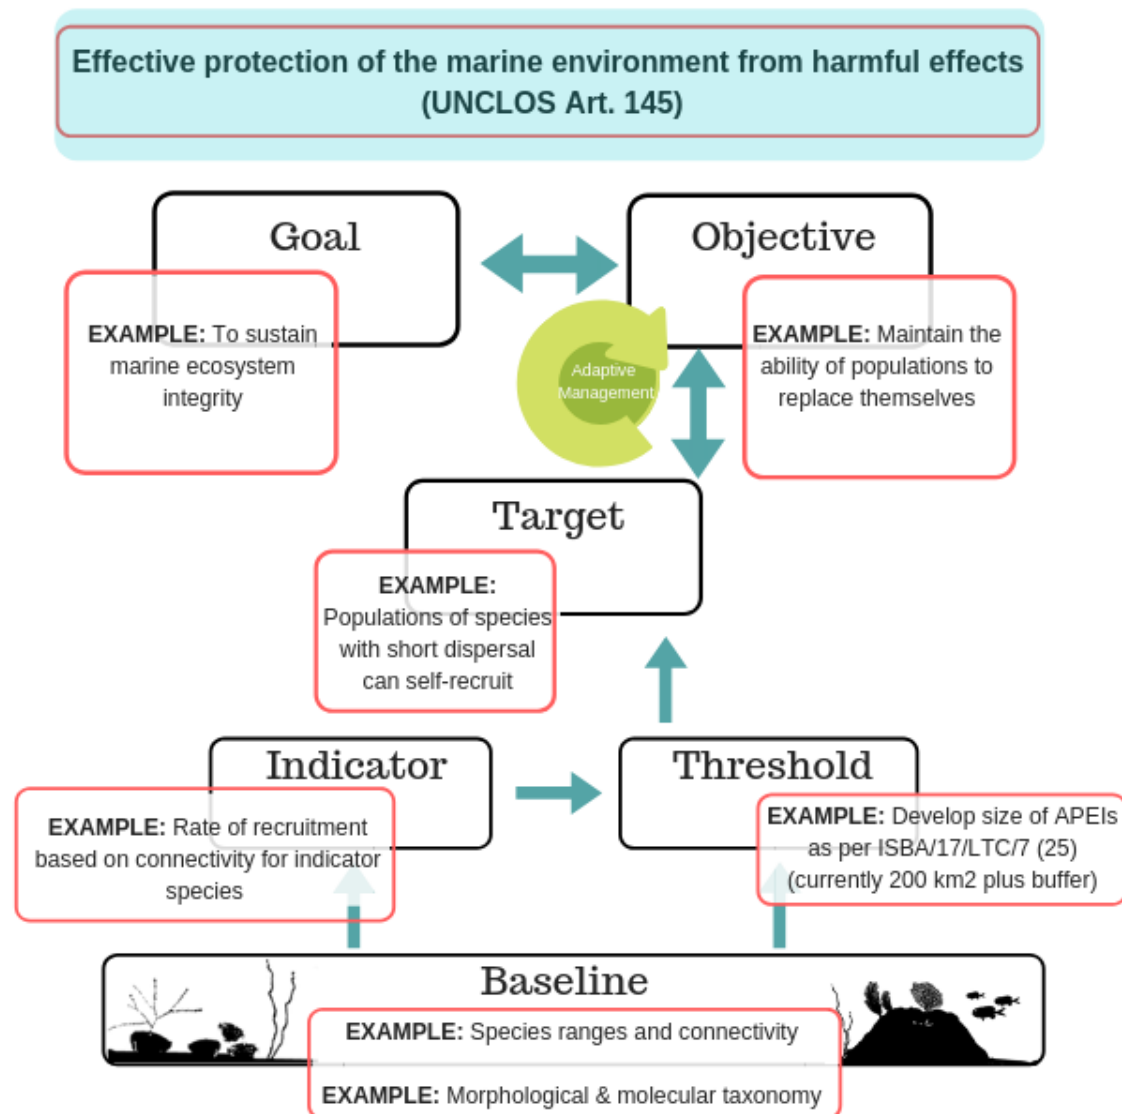 Effective protection of the marine environment from harmful effects
(UNCLOS Art. 145)
Goal
EXAMPLE: To sustain
marine ecosystem
integrity
Objective
EXAMPLE: Maintain the
ability of populations to
replace themselves
Adaptive
Management
Target
EXAMPLE:
Populations of species
with short dispersal
can self-recruit
Indicator
EXAMPLE: Rate of recruitment
based on connectivity for indicator
species
Threshold
EXAMPLE: Develop size of APEIs
as per ISBA/17/LTC/7 (25)
(currently 200 km2 plus buffer)
Baseline
EXAMPLE: Species ranges and connectivity
EXAMPLE: Morphological & molecular taxonomy